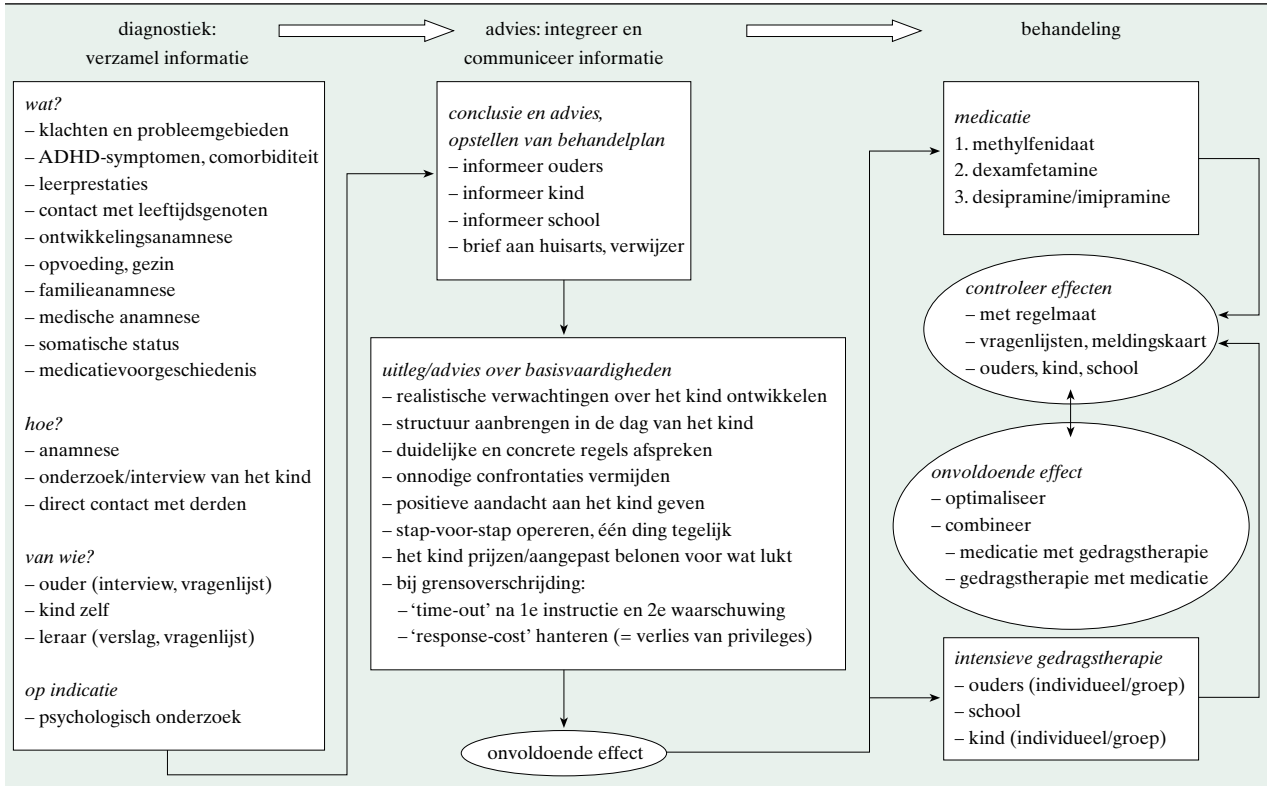 diagnostiek:
verzamel informatie
wat?
– klachten en probleemgebieden
– ADHD-symptomen, comorbiditeit
– leerprestaties
– contact met leeftijdsgenoten
– ontwikkelingsanamnese
– opvoeding, gezin
– familieanamnese
– medische anamnese
– somatische status
– medicatievoorgeschiedenis
hoe?
– anamnese
– onderzoek/interview van het kind
– direct contact met derden
van wie?
– ouder (interview, vragenlijst)
– kind zelf
– leraar (verslag, vragenlijst)
op indicatie
– psychologisch onderzoek
advies: integreer en
communiceer informatie
conclusie en advies,
opstellen van behandelplan
– informeer ouders
– informeer kind
– informeer school
– brief aan huisarts, verwijzer
uitleg/advies over basisvaardigheden
– realistische verwachtingen over het kind ontwikkelen
– structuur aanbrengen in de dag van het kind
– duidelijke en concrete regels afspreken
– onnodige confrontaties vermijden
– positieve aandacht aan het kind geven
– stap-voor-stap opereren, één ding tegelijk
– het kind prijzen/aangepast belonen voor wat lukt
– bij grensoverschrijding:
– ‘time-out’ na 1e instructie en 2e waarschuwing
– ‘response-cost’ hanteren (= verlies van privileges)
onvoldoende effect
behandeling
medicatie
1. methylfenidaat
2. dexamfetamine
3. desipramine/imipramine
controleer effecten
– met regelmaat
– vragenlijsten, meldingskaart
– ouders, kind, school
onvoldoende effect
– optimaliseer
– combineer
– medicatie met gedragstherapie
– gedragstherapie met medicatie
intensieve gedragstherapie
– ouders (individueel/groep)
– school
– kind (individueel/groep)